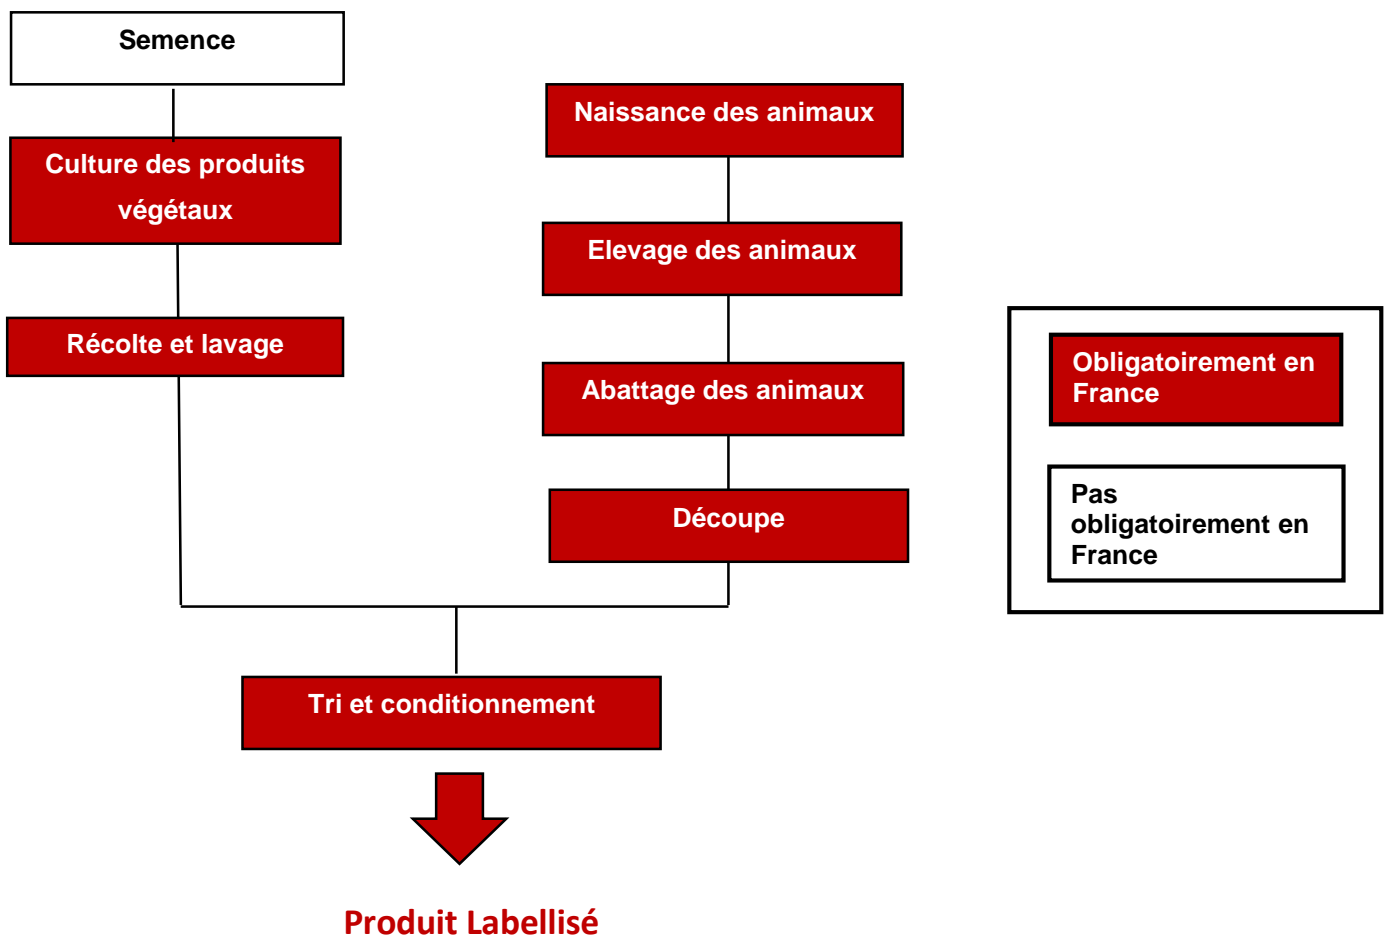 Semence
Culture des produits
végétaux
Récolte et lavage
Naissance des animaux
Elevage des animaux
Abattage des animaux
Découpe
Tri et conditionnement
Produit Labellisé
Obligatoirement en
France
Pas
obligatoirement en
France